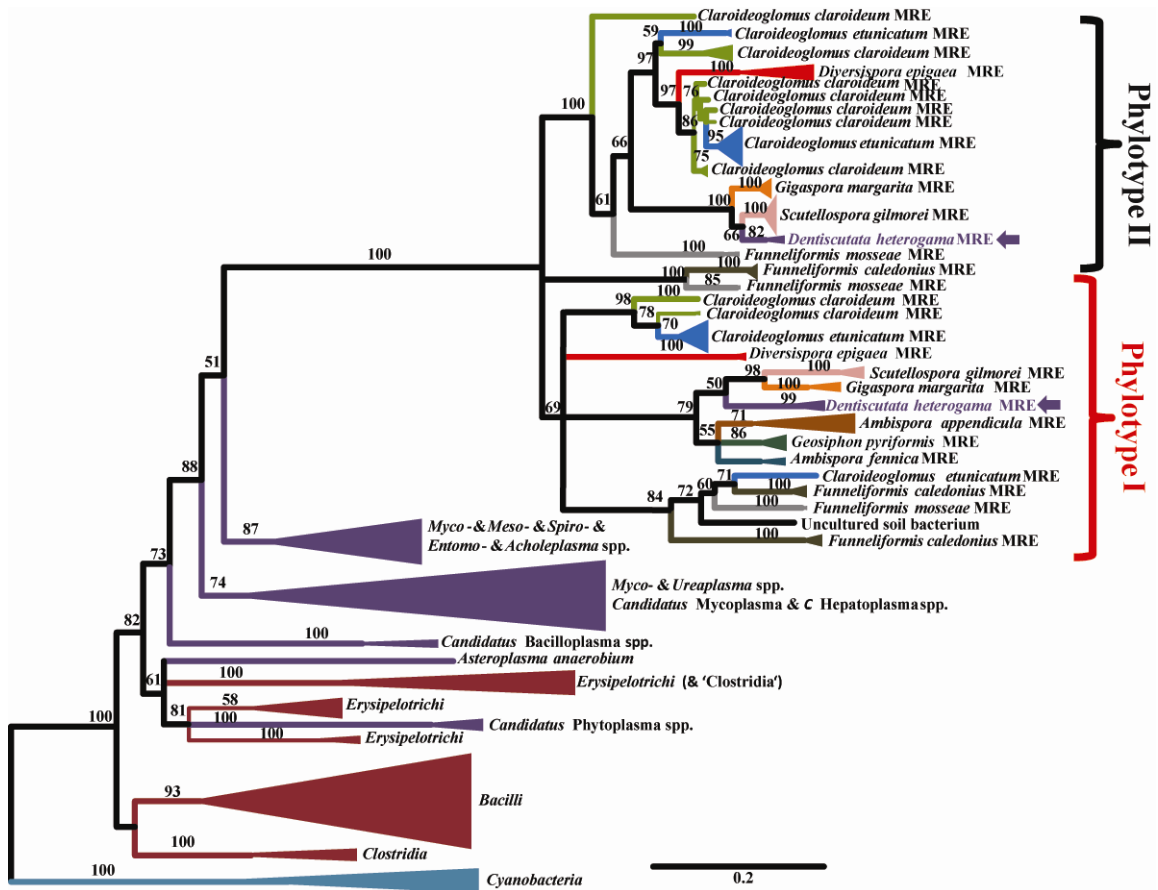 Claroideoglomus claroideum MRE
59
100
Claroideoglomus etunicatum MRE
99
Claroideoglomus claroideum MRE
97
100
Diversispora epigaea MRE
97
76
Claroideoglomus claroideum MRE
Claroideoglomus claroideum MRE
100
86
Claroideoglomus claroideum MRE
Claroideoglomus claroideum MRE
95
Claroideoglomus etunicatum MRE
66
75
Claroideoglomus claroideum MRE
100
Gigaspora margarita MRE
61
100
100
Scutellospora gilmorei MRE
66
82
Dentiscutata heterogama MRE
100
Funneliformis mosseae MRE
Phylotype II
100
100
100
Funneliformis caledonius MRE
85
Funneliformis mosseae MRE
98
100
Claroideoglomus claroideum MRE
78
Claroideoglomus claroideum MRE
70
Claroideoglomus etunicatum MRE
100
Diversispora epigaea MRE
51
98
100
Scutellospora gilmorei MRE
50
100
Gigaspora margarita MRE
99
Dentiscutata heterogama MRE
69
79
71
Ambispora appendicula MRE
55
86
Geosiphon pyriformis MRE
Ambispora fennica MRE
71
Claroideoglomus etunicatum MRE
60
100
Funneliformis caledonius MRE
84
72
100
Funneliformis mosseae MRE
Uncultured soil bacterium
100
Funneliformis caledonius MRE
Phylotype I
88
87
Myco- & Meso- & Spiro- &
Entomo- & Acholeplasma spp.
73
74
Myco- & Ureaplasma spp.
Candidatus Mycoplasma & C Hepatoplasma spp.
82
100
Candidatus Bacilloplasma spp.
Asteroplasma anaerobium
61
100
Erysipelotrichi (& ‘Clostridia‘)
81
58
Erysipelotrichi
100
Candidatus Phytoplasma spp.
100
Erysipelotrichi
100
93
Bacilli
100
Clostridia
100
Cyanobacteria
0.2